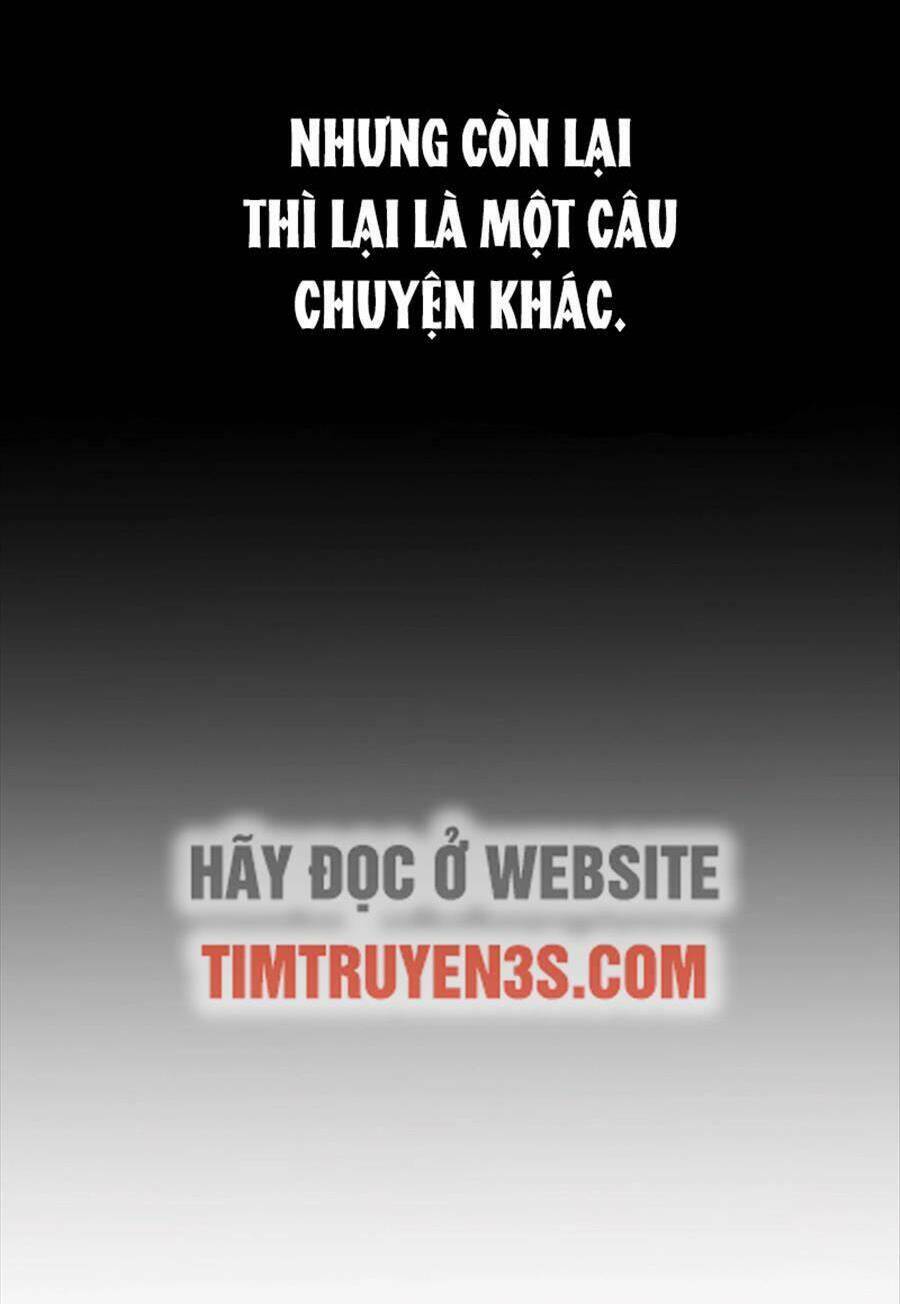 NHƯNG CÒN LẠI
THÌ LẠI LÀ MỘT CÂU
CHUYỆN KHÁC.
HÃY ĐỌC Ở WEBSITE
TIMTRUYEN3S.COM